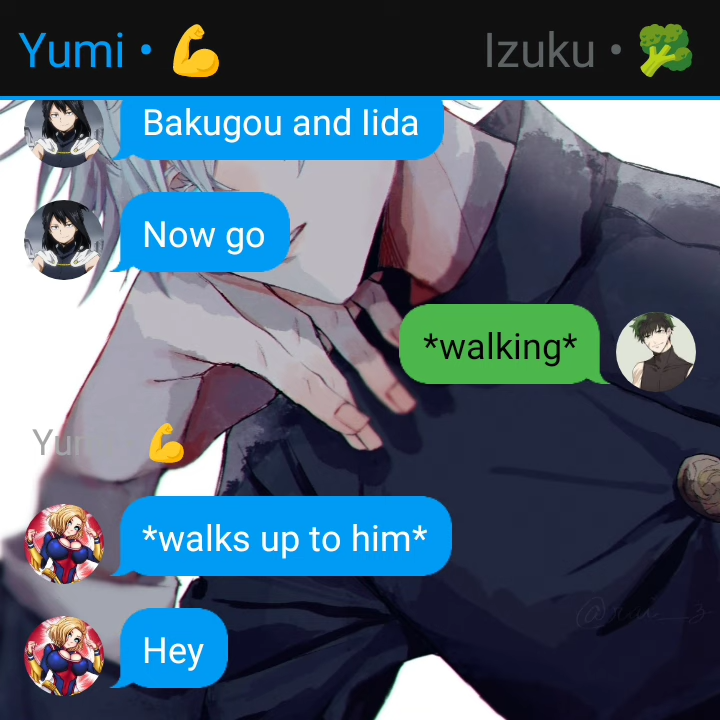 Yumi • 💪 Izuku • 🥦
Bakugou and Iida
Now go
*walking*
*walks up to him*
Hey